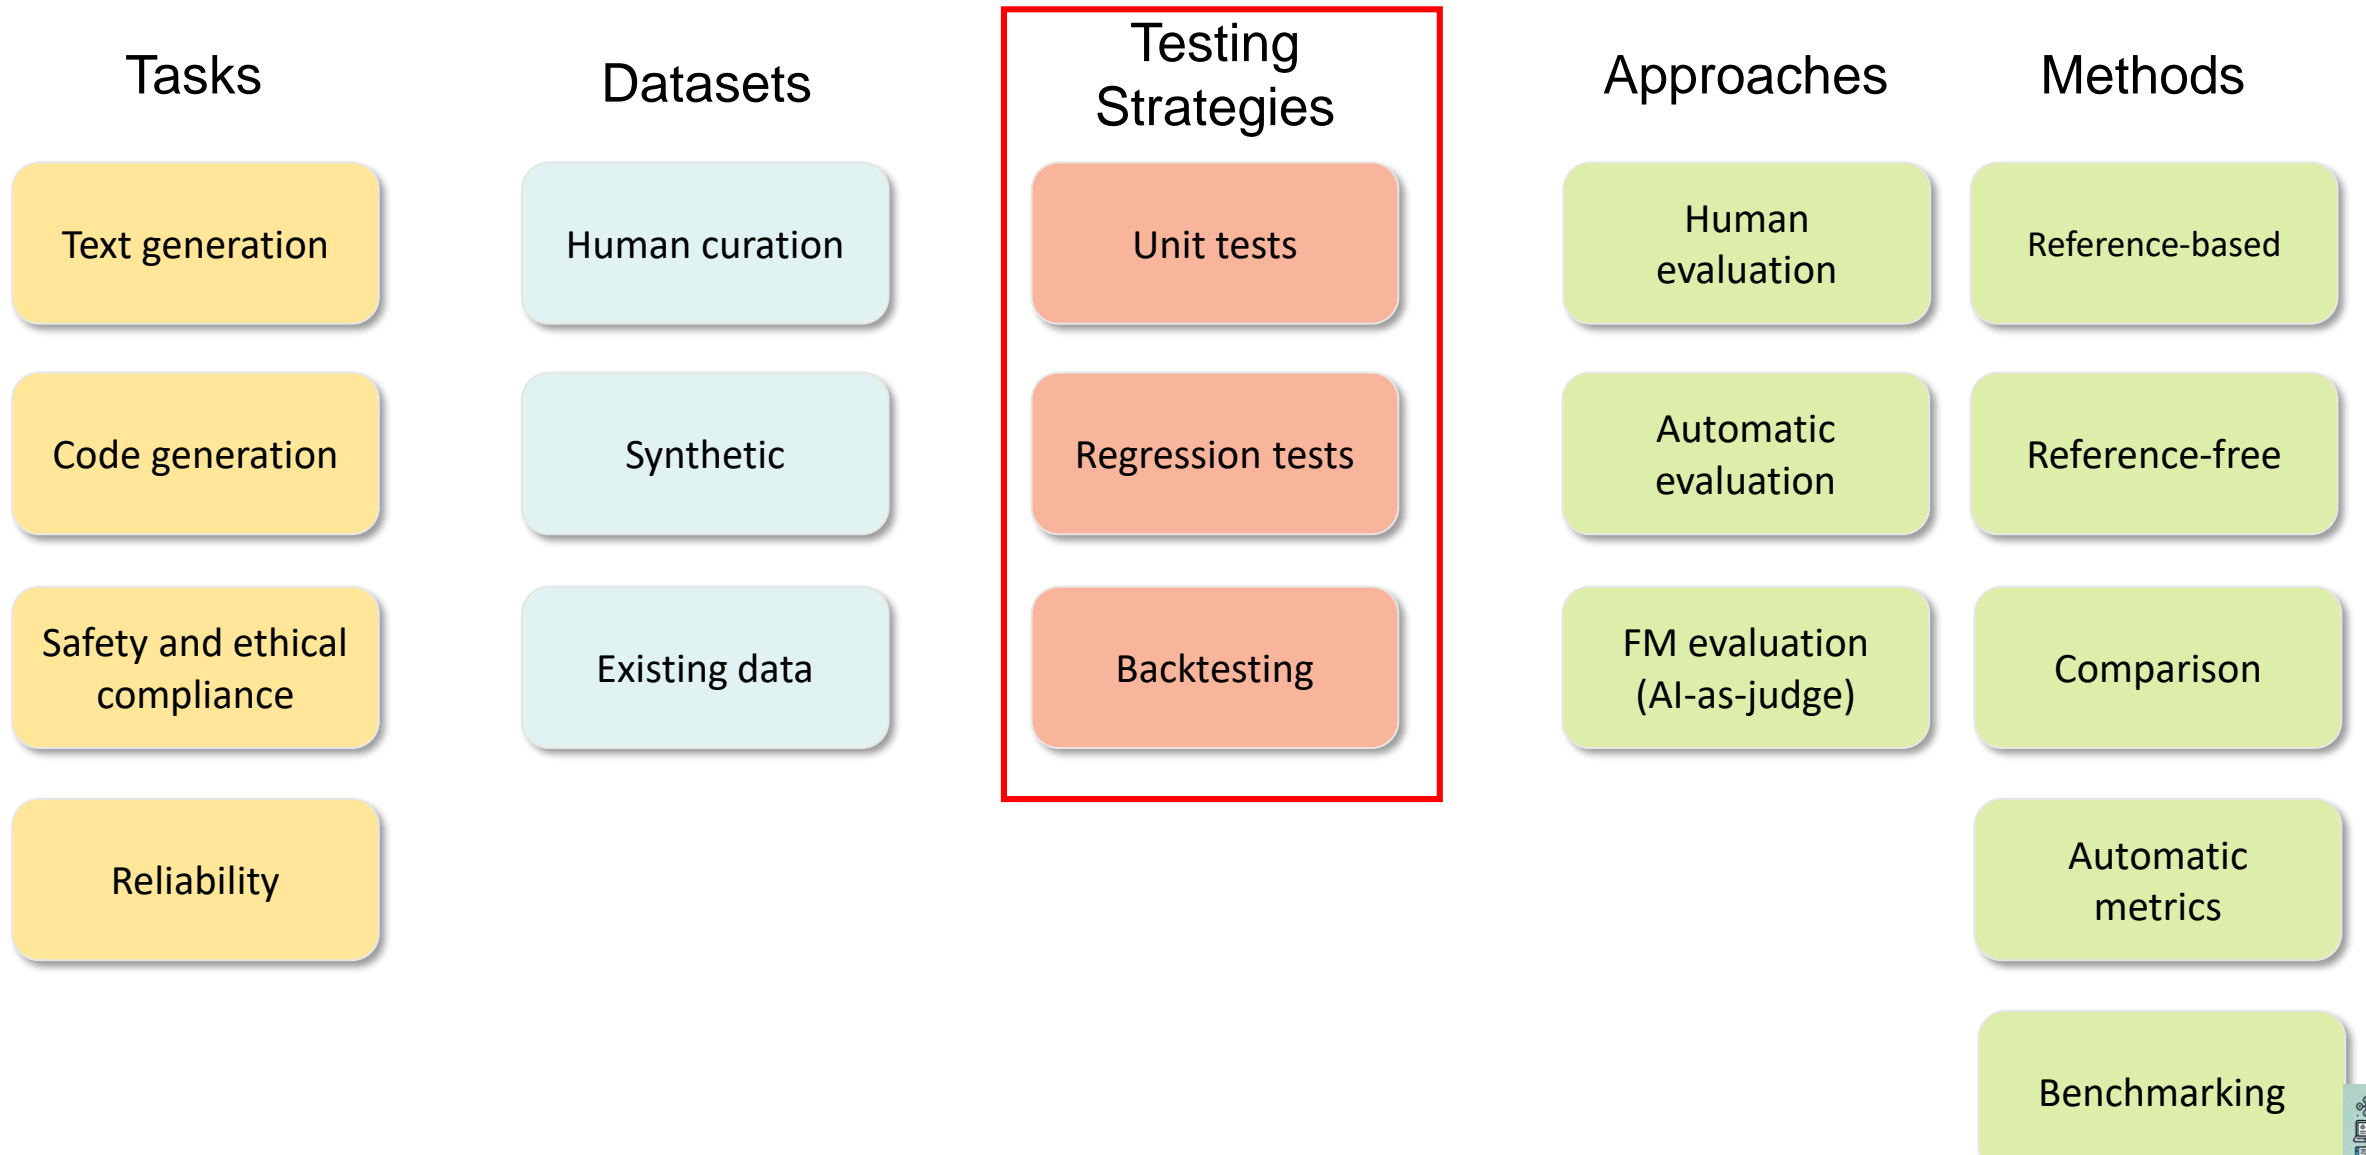 Tasks
Datasets
Testing
Strategies
Approaches
Methods
Text generation
Code generation
Safety and ethical
compliance
Reliability
Human curation
Synthetic
Existing data
Unit tests
Regression tests
Backtesting
Human
evaluation
Automatic
evaluation
FM evaluation
(AI-as-judge)
Reference-based
Reference-free
Comparison
Automatic
metrics
Benchmarking